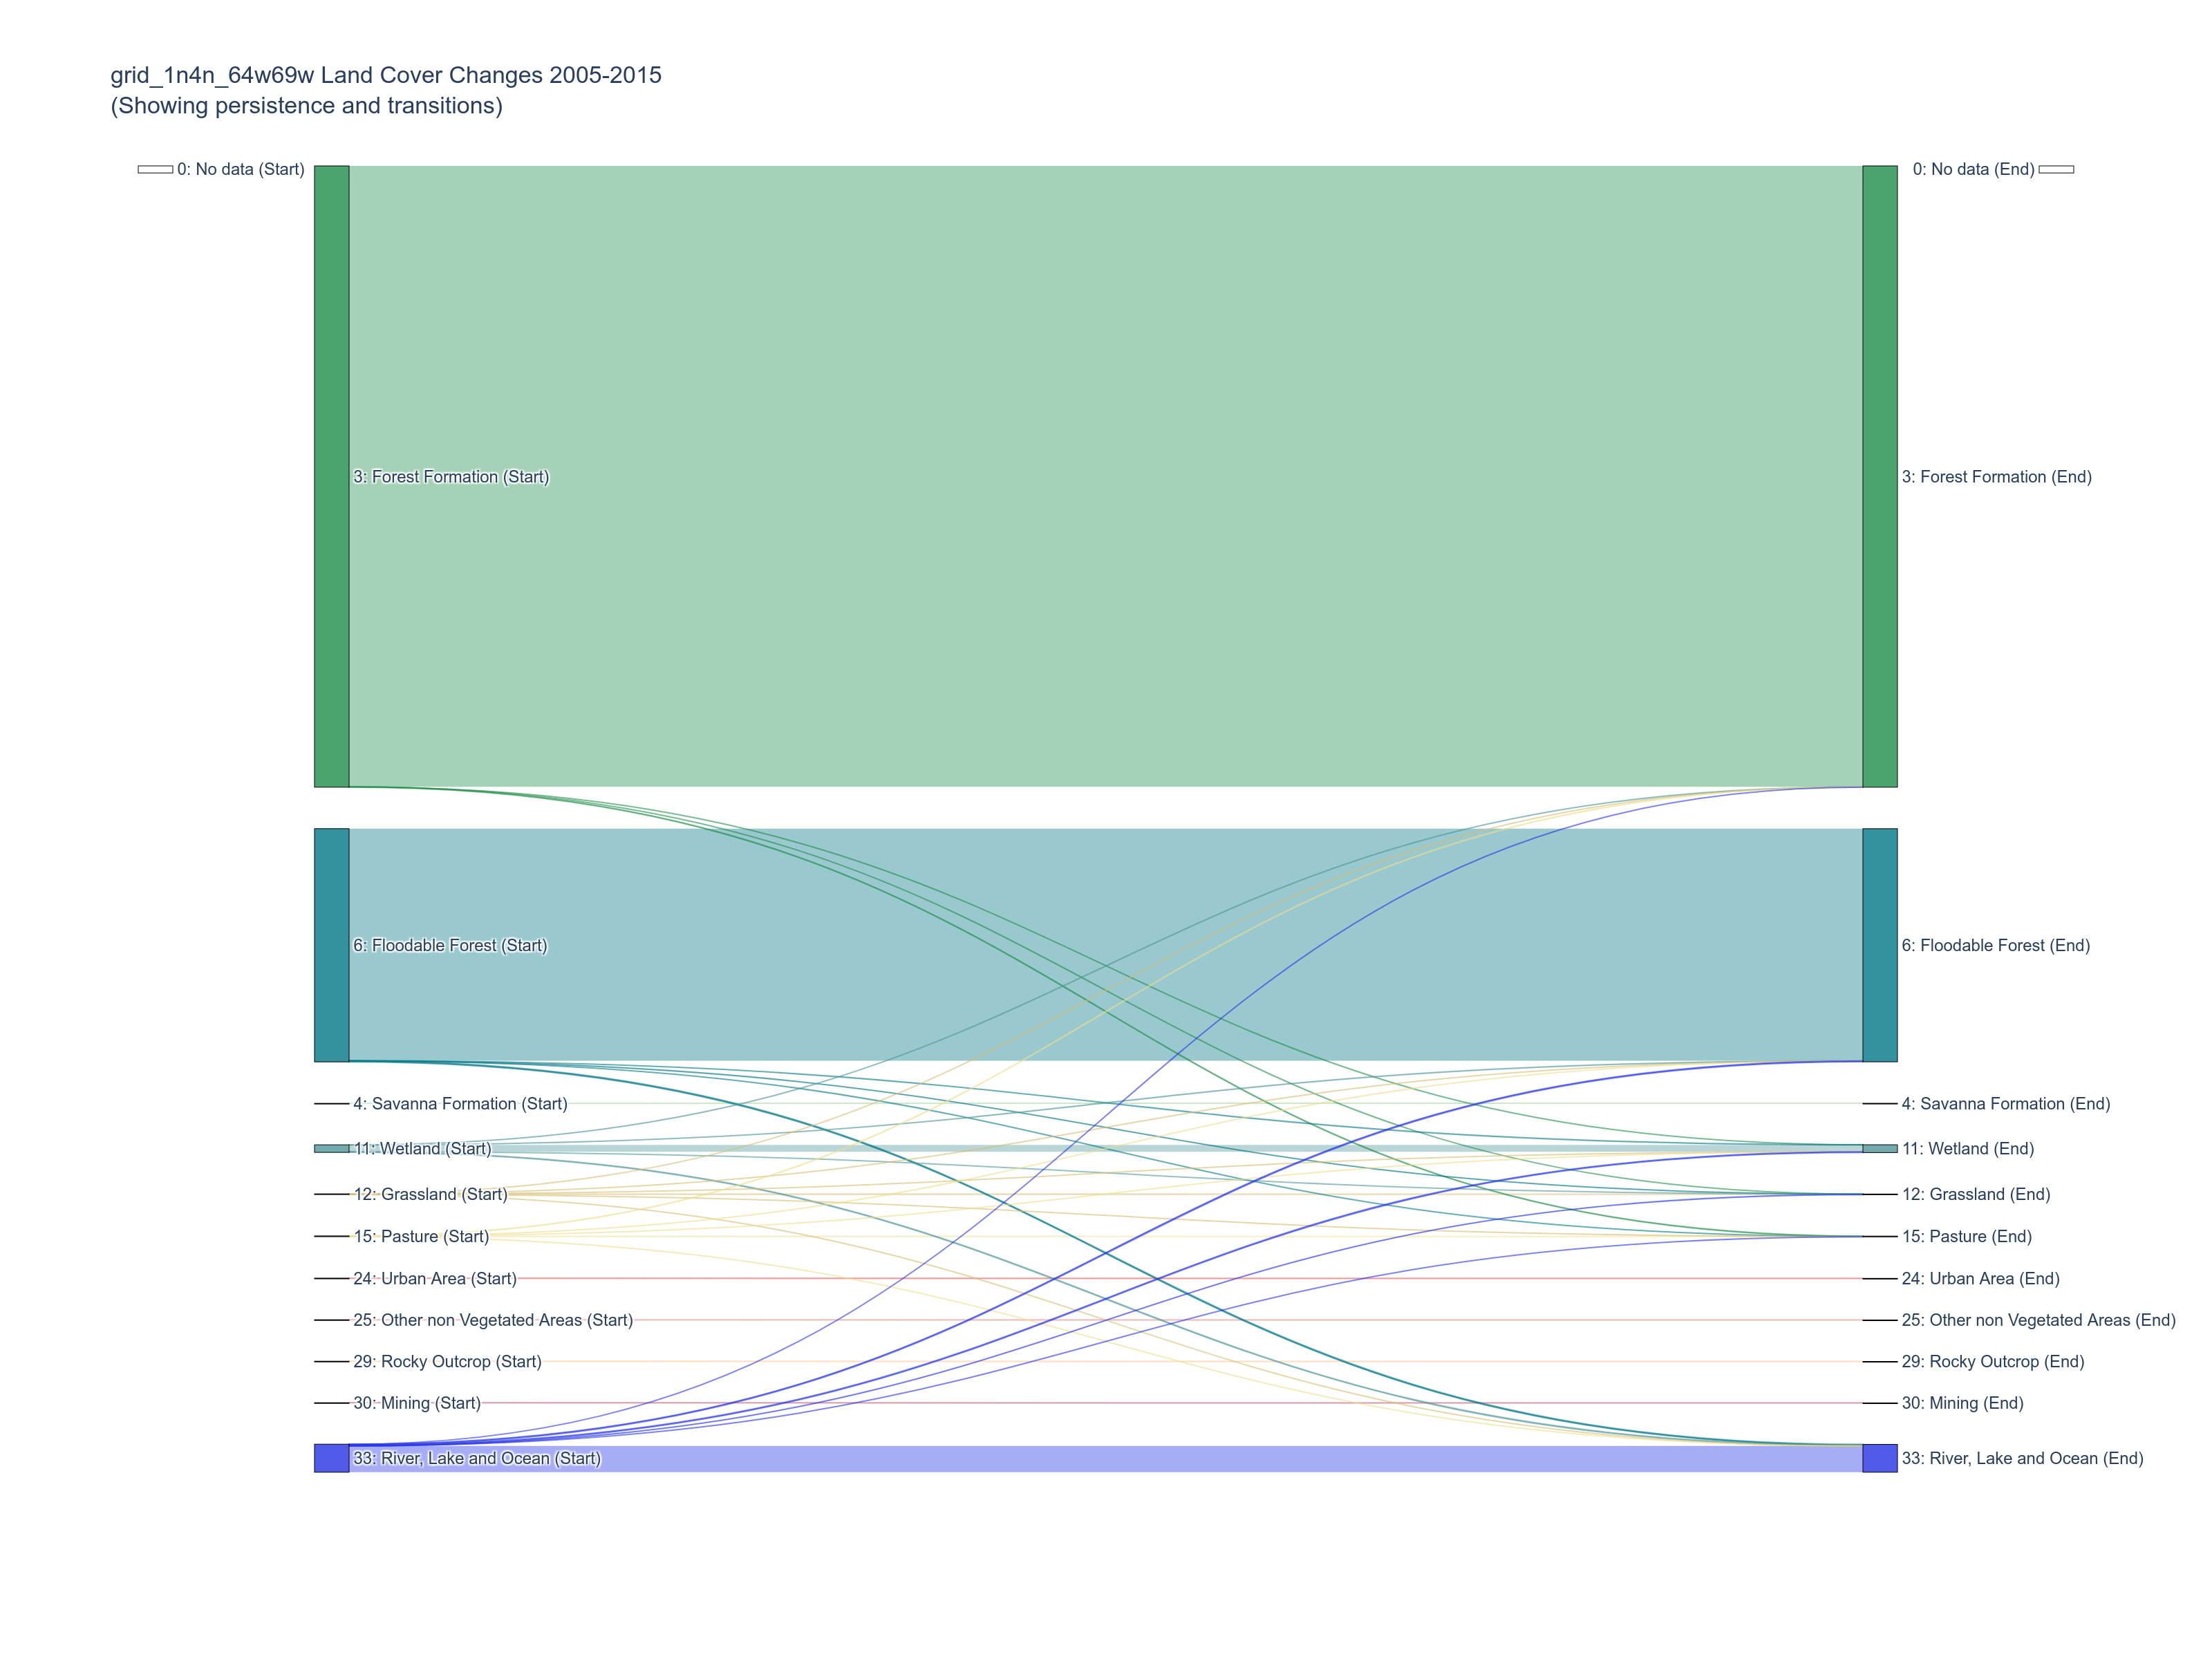 grid_1n4n_64w69w Land Cover Changes 2005-2015
(Showing persistence and transitions)
0: No data (Start)
0: No data (End)
3: Forest Formation (Start)
3: Forest Formation (End)
6: Floodable Forest (Start)
6: Floodable Forest (End)
4: Savanna Formation (Start)
4: Savanna Formation (End)
11: Wetland (Start)
11: Wetland (End)
12: Grassland (Start)
12: Grassland (End)
15: Pasture (Start)
15: Pasture (End)
24: Urban Area (Start)
24: Urban Area (End)
25: Other non Vegetated Areas (Start)
25: Other non Vegetated Areas (End)
29: Rocky Outcrop (Start)
29: Rocky Outcrop (End)
30: Mining (Start)
30: Mining (End)
33: River, Lake and Ocean (Start)
33: River, Lake and Ocean (End)